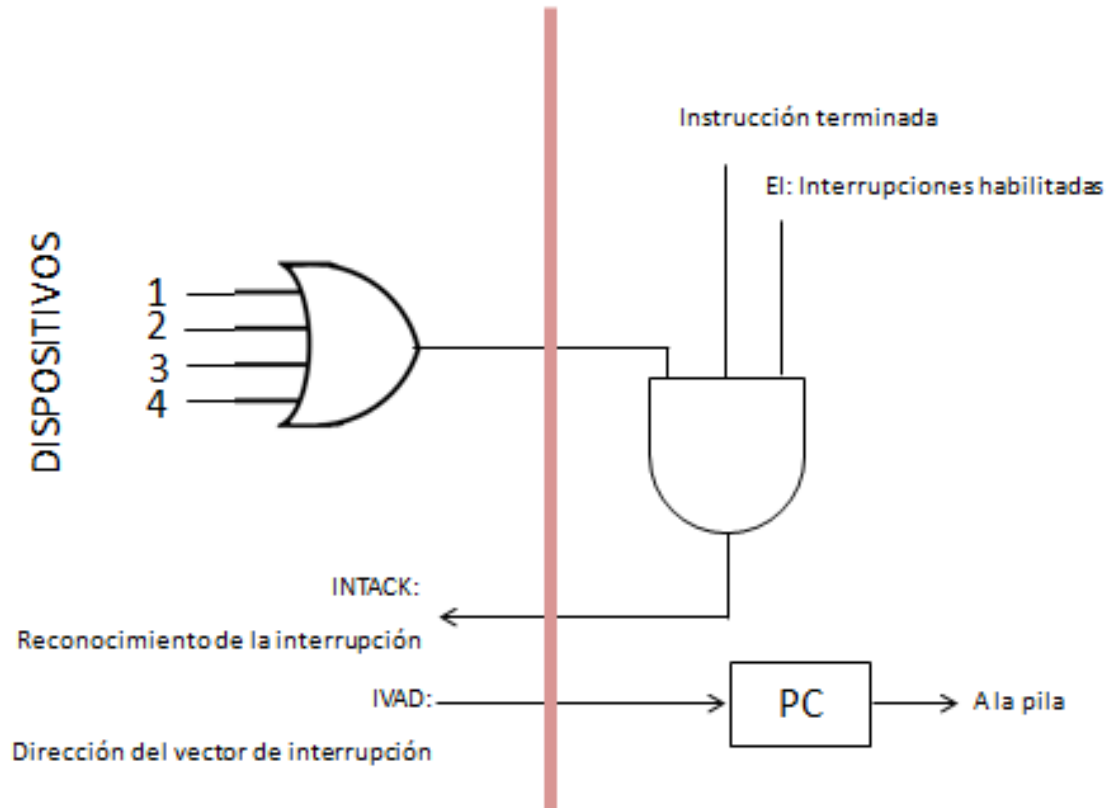 Instrucción terminada
EI: Interrupciones habilitadas
DISPOSITIVOS
1
2
3
4
INTACK:
Reconocimiento de la interrupción
IVAD:
PC
A la pila
Dirección del vector de interrupción